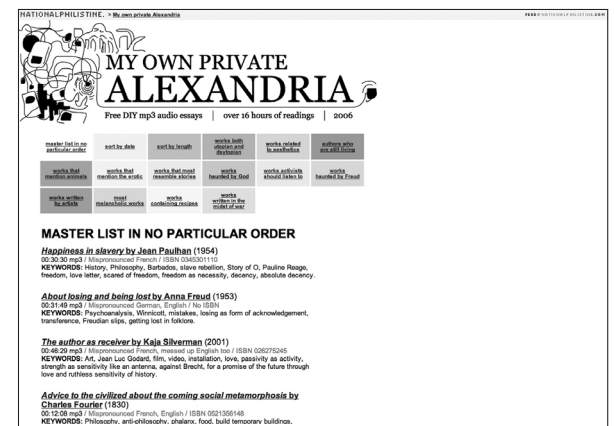 NATIONALPHILISTINE. > My own private Alexandria
FEED@NATIONALPHILISTINE.COM
MY OWN PRIVATE
ALEXANDRIA
Free DIY mp3 audio essays | over 16 hours of readings | 2006
master list in no
particular order
sort by date
sort by length
works both
utopian and
dystopian
works related
to aesthetics
authors who
are still living
works that
mention animals
works that
mention the erotic
works that most
resemble stories
works
haunted by God
works activists
should listen to
works
haunted by Freud
works written
by artists
most
melancholic works
works
containing recipes
works
written in the
midst of war
MASTER LIST IN NO PARTICULAR ORDER
Happiness in slavery by Jean Paulhan (1954)
00:30:30 mp3 / Mispronounced French / ISBN 0345301110
KEYWORDS: History, Philosophy, Barbados, slave rebellion, Story of O, Pauline Reage,
freedom, love letter, scared of freedom, freedom as necessity, decency, absolute decency.
About losing and being lost by Anna Freud (1953)
00:31:49 mp3 / Mispronounced German, English / No
ISBN
KEYWORDS: Psychoanalysis, Winnicott, mistakes, losing as form of acknowledgement,
transference, Freudian slips, getting lost in folklore.
The author as receiver by Kaja Silverman (2001)
00:46:29 mp3 / Mispronounced French, messed up
English too / ISBN 026275245
KEYWORDS: Art, Jean Luc Godard, film, video, installation, love, passivity as activity,
strength as sensitivity like an antenna, against Brecht, for a promise of the future through
love and ruthless sensitivity of history.
Advice to the civilized about the coming social metamorphosis by
Charles Fourier (1830)
00:12:08 mp3 / Mispronounced French, English / ISBN 0521356148
KEYWORDS: Philosophy, anti-philosophy, phalanx, food, build temporary buildings,